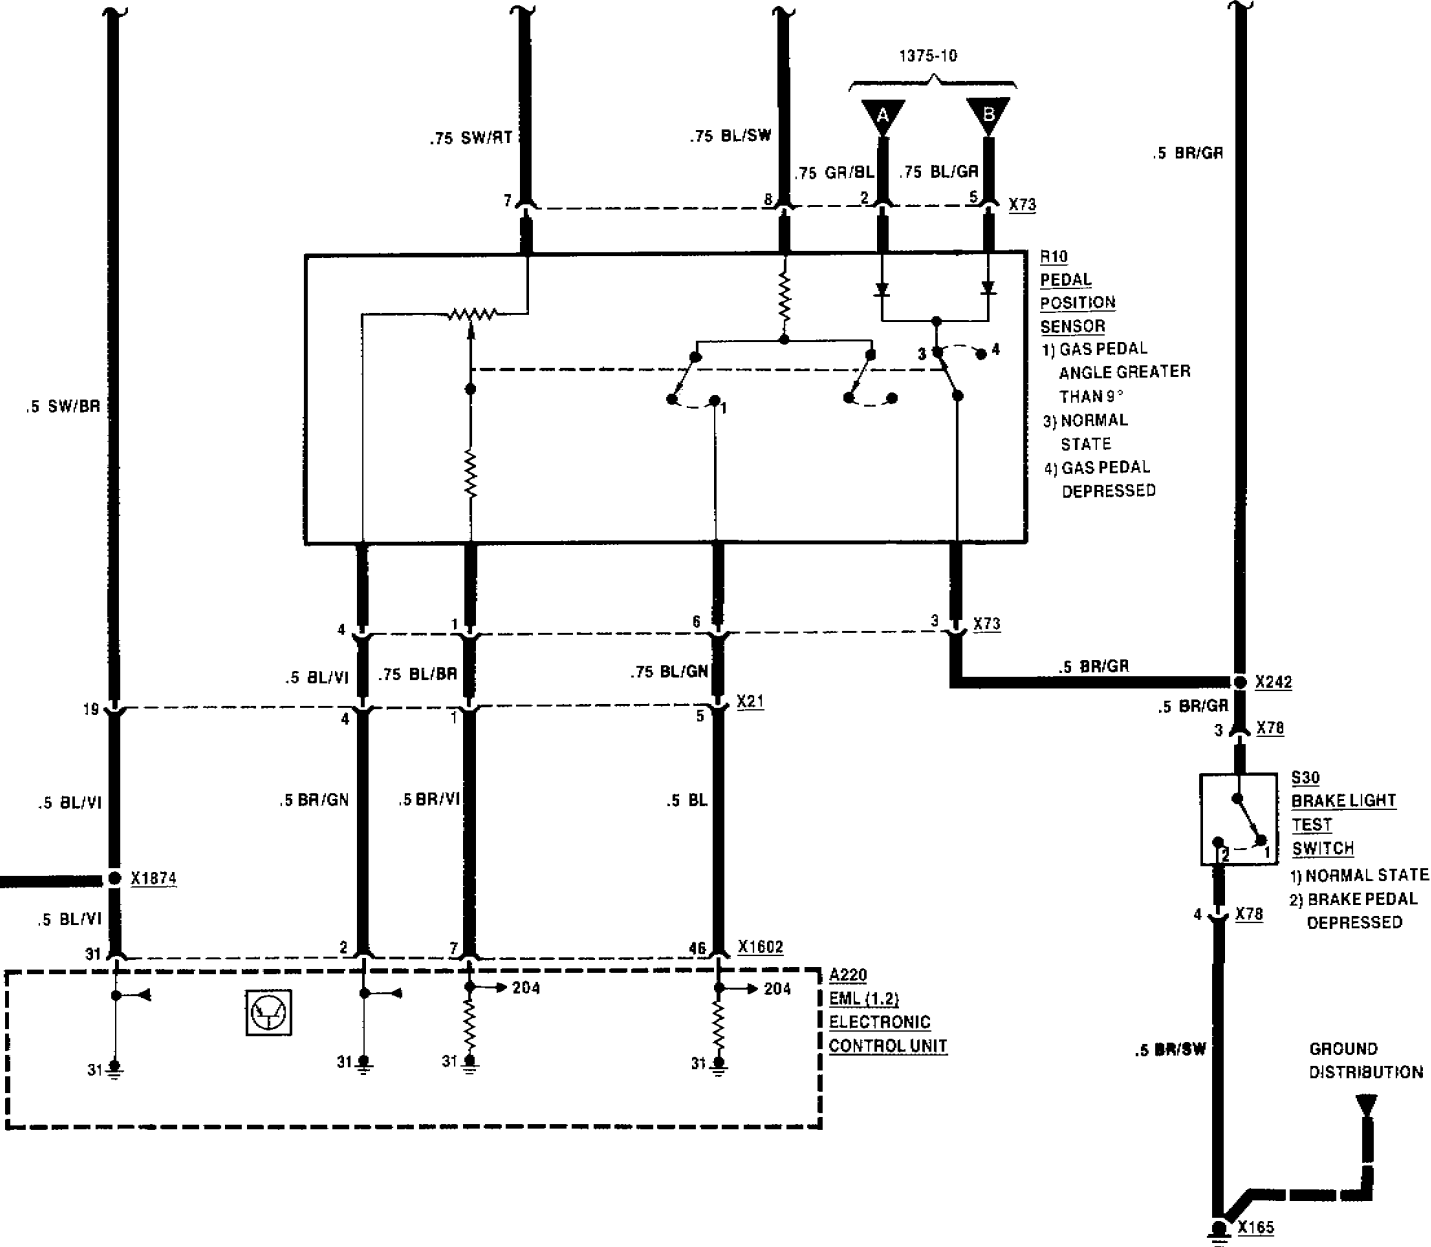 1375-10
A B
.75 SW/RT
.75 BL/SW
.75 GR/BL
.75 BL/GR
.5 BR/GR
7 8 2 5 X73
R10
PEDAL
POSITION
SENSOR
1) GAS PEDAL
ANGLE GREATER
THAN 9°
3) NORMAL
STATE
4) GAS PEDAL
DEPRESSED
3 4
1
.5 SW/BR
4 1 6 3 X73
.5 BL/VI
.75 BL/BR
.75 BL/GN
.5 BR/GR
X242
.5 BR/GR
19 4 1 5 X21
3 X78
S30
BRAKE LIGHT
TEST
SWITCH
2 1
1) NORMAL STATE
2) BRAKE PEDAL
DEPRESSED
.5 BL/VI
.5 BR/GN
.5 BR/VI
.5 BL
X1874
.5 BL/VI
4 X78
31 2 7 46 X1602
A220
EML (1.2)
ELECTRONIC
CONTROL UNIT
204
204
31 31 31 31
.5 BR/SW
GROUND
DISTRIBUTION
X165